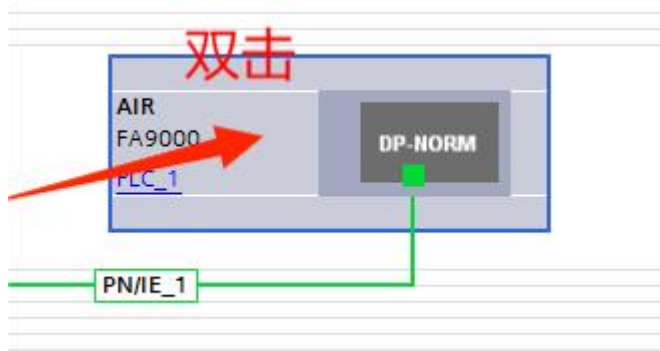 双击
AIR
FA9000
DP-NORM
PLC_1
PN/IE_1